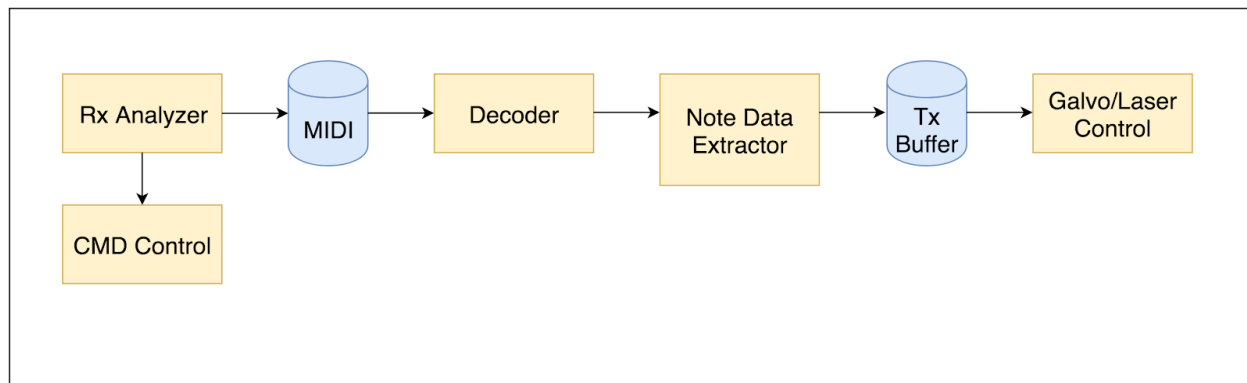 Rx Analyzer
MIDI
Decoder
Note Data
Extractor
Tx
Buffer
Galvo/Laser
Control
CMD Control